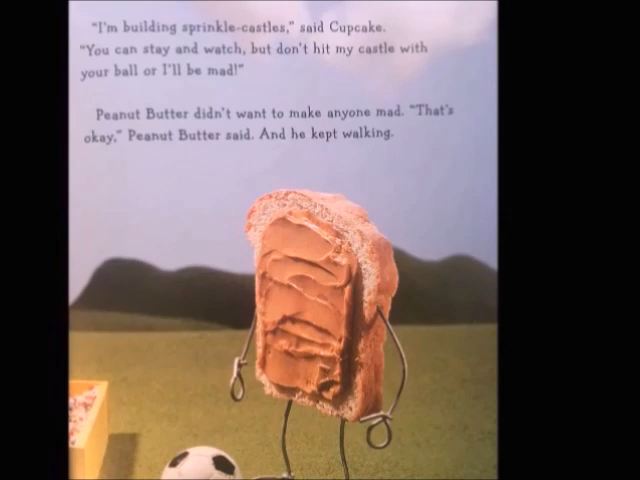 "I'm building sprinkle-castles," said Cupcake.
"You can stay and watch, but don't hit my castle with
your ball or I'll be mad!"
Peanut Butter didn't want to make anyone mad. "That's
okay," Peanut Butter said. And he kept walking.